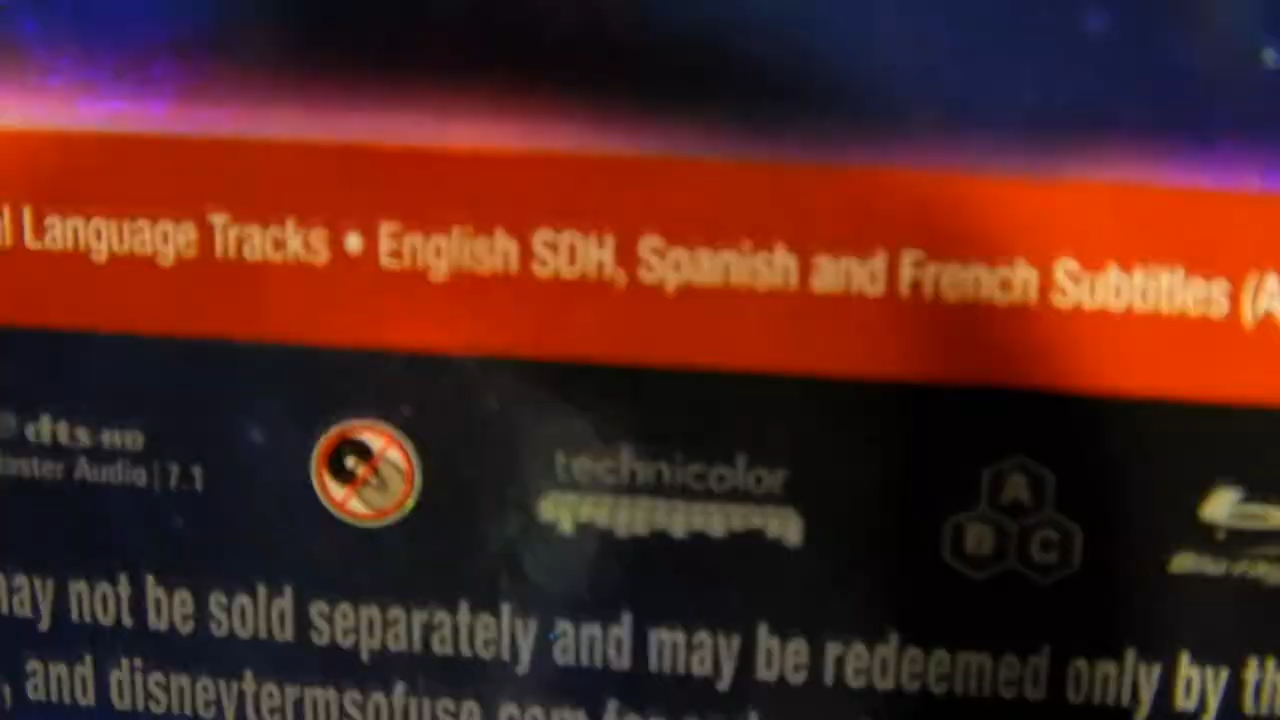 Language Tracks • English SDH, Spanish and French Subtitles
dts-HD
Master Audio | 7.1
technicolor
A
B C
may not be sold separately and may be redeemed only by
, and disneytermsofuse.com